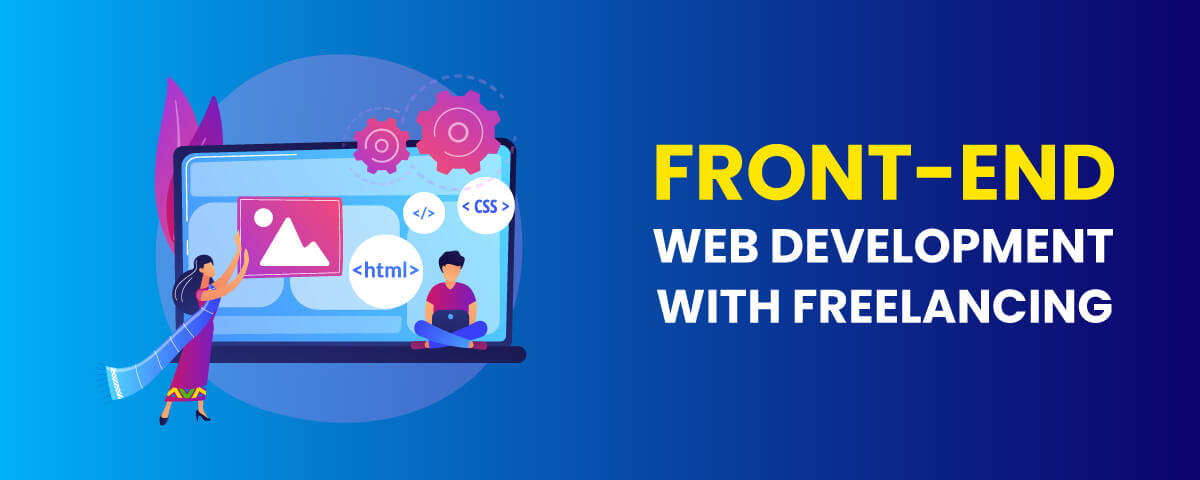 FRONT-END
WEB DEVELOPMENT
WITH FREELANCING
</>
< CSS >
<html>